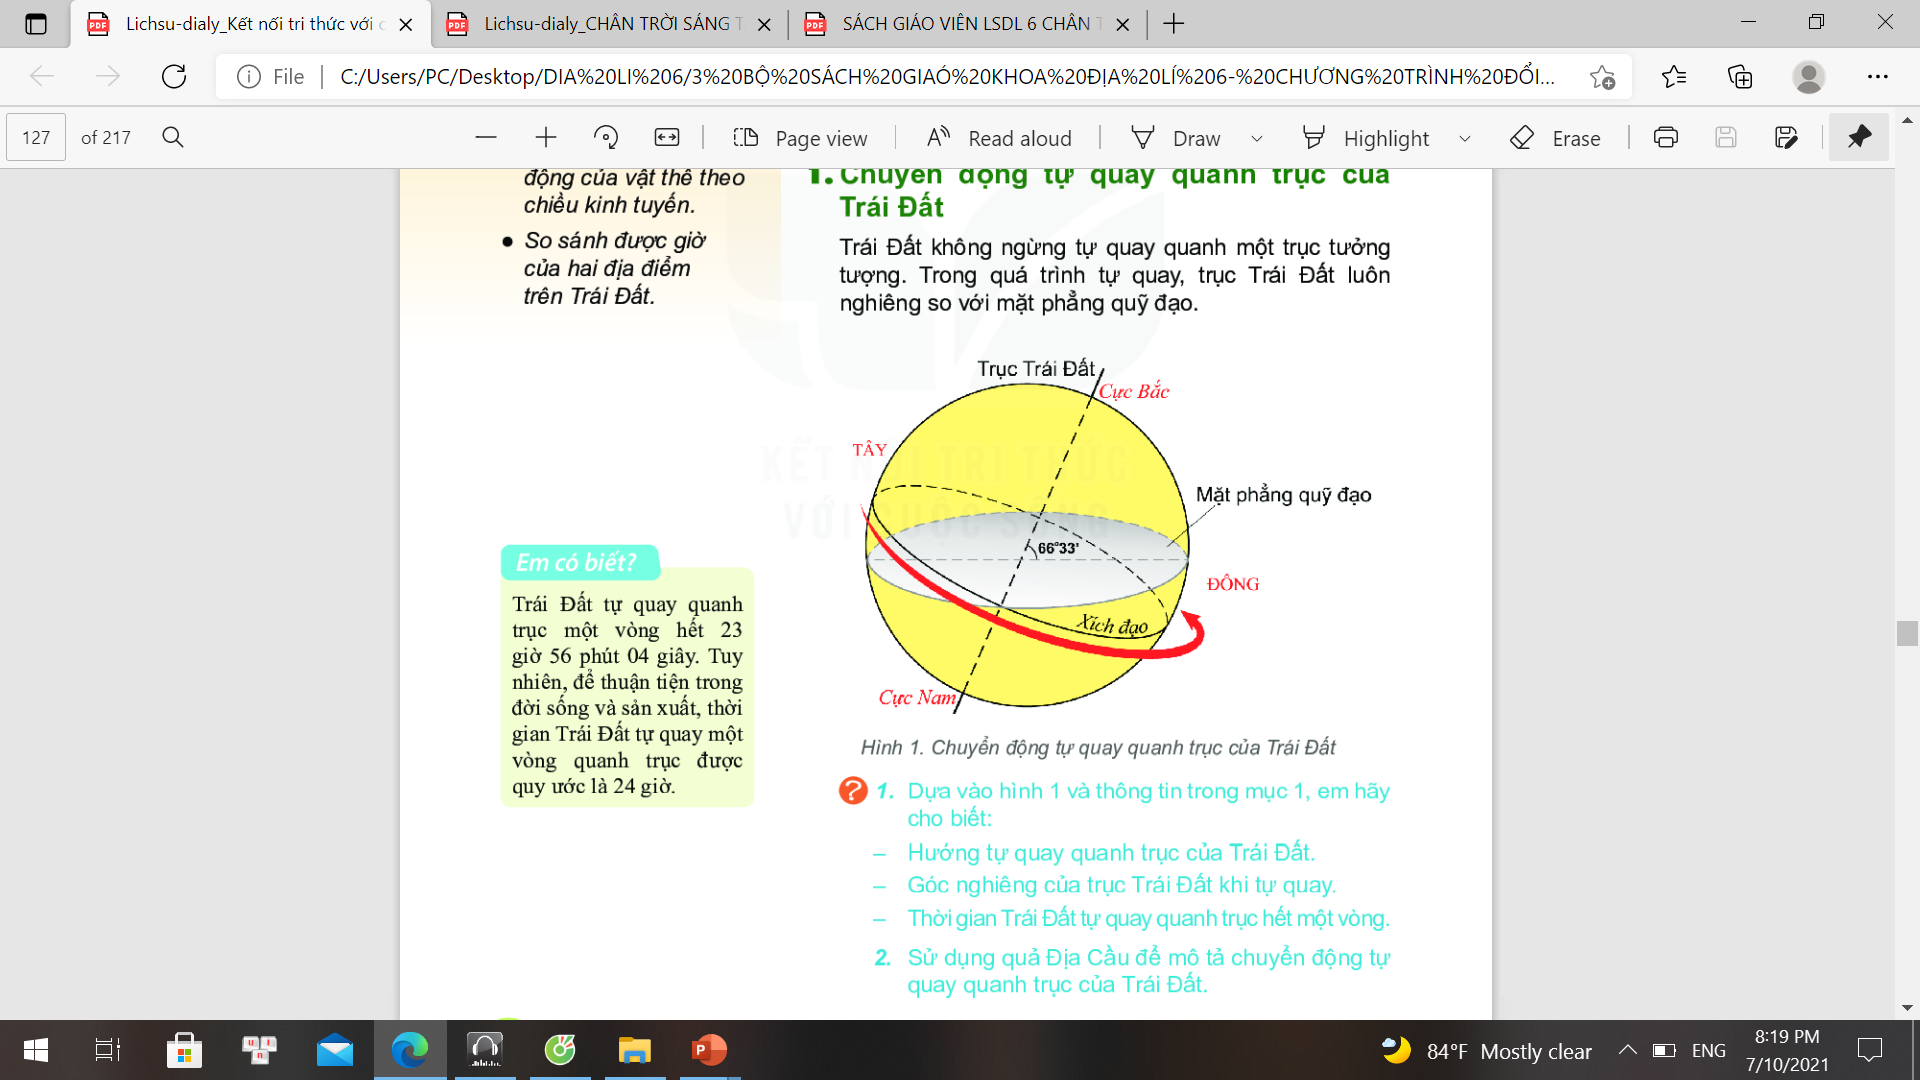 Lichsu-dialy_Kết nối tri thức với c
Lichsu-dialy_CHÂN TRỜI SÁNG T
SÁCH GIÁO VIÊN LSDL 6 CHÂN T
File
C:/Users/PC/Desktop/DIA%20LI%206/3%20BỘ%20SÁCH%20GIAÓ%20KHOA%20ĐỊA%20LÍ%206-%20CHƯƠNG%20TRÌNH%20ĐỔI...
127 of 217
Page view
Read aloud
Draw
Highlight
Erase
động của vật thể theo
chiều kinh tuyến.
● So sánh được giờ
của hai địa điểm
trên Trái Đất.
Em có biết?
Trái Đất tự quay quanh
trục một vòng hết 23
giờ 56 phút 04 giây. Tuy
nhiên, để thuận tiện trong
đời sống và sản xuất, thời
gian Trái Đất tự quay một
vòng quanh trục được
quy ước là 24 giờ.
1. Chuyển động tự quay quanh trục của
Trái Đất
Trái Đất không ngừng tự quay quanh một trục tưởng
tượng. Trong quá trình tự quay, trục Trái Đất luôn
nghiêng so với mặt phẳng quỹ đạo.
Trục Trái Đất
Cực Bắc
TÂY
KẾT NỐI TRI THỨC
VỚI CUỘC SỐNG
Mặt phẳng quỹ đạo
66°33'
ĐÔNG
Xích đạo
Cực Nam
Hình 1. Chuyển động tự quay quanh trục của Trái Đất
? 1. Dựa vào hình 1 và thông tin trong mục 1, em hãy
cho biết:
– Hướng tự quay quanh trục của Trái Đất.
– Góc nghiêng của trục Trái Đất khi tự quay.
– Thời gian Trái Đất tự quay quanh trục hết một vòng.
2. Sử dụng quả Địa Cầu để mô tả chuyển động tự
quay quanh trục của Trái Đất.
84°F Mostly clear
ENG
8:19 PM
7/10/2021